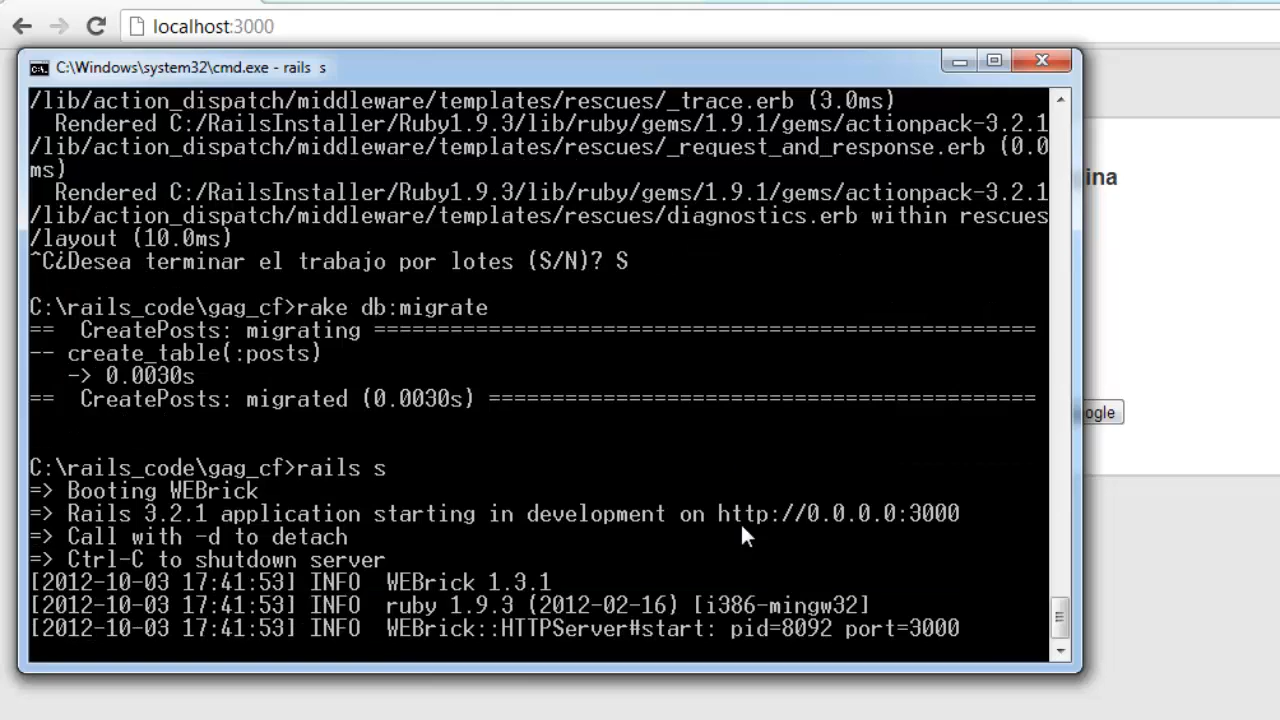 localhost:3000
C:\Windows\system32\cmd.exe - rails s
/lib/action_dispatch/middleware/templates/rescues/_trace.erb (3.0ms)
  Rendered C:/RailsInstaller/Ruby1.9.3/lib/ruby/gems/1.9.1/gems/actionpack-3.2.1
/lib/action_dispatch/middleware/templates/rescues/_request_and_response.erb (0.0
ms)
  Rendered C:/RailsInstaller/Ruby1.9.3/lib/ruby/gems/1.9.1/gems/actionpack-3.2.1
/lib/action_dispatch/middleware/templates/rescues/diagnostics.erb within rescues
/layout (10.0ms)
^C¿Desea terminar el trabajo por lotes (S/N)? S
C:\rails_code\gag_cf>rake db:migrate
==  CreatePosts: migrating ====================================================
-- create_table(:posts)
   -> 0.0030s
==  CreatePosts: migrated (0.0030s) ===========================================
C:\rails_code\gag_cf>rails s
=> Booting WEBrick
=> Rails 3.2.1 application starting in development on http://0.0.0.0:3000
=> Call with -d to detach
=> Ctrl-C to shutdown server
[2012-10-03 17:41:53] INFO  WEBrick 1.3.1
[2012-10-03 17:41:53] INFO  ruby 1.9.3 (2012-02-16) [i386-mingw32]
[2012-10-03 17:41:53] INFO  WEBrick::HTTPServer#start: pid=8092 port=3000
ina
ogle